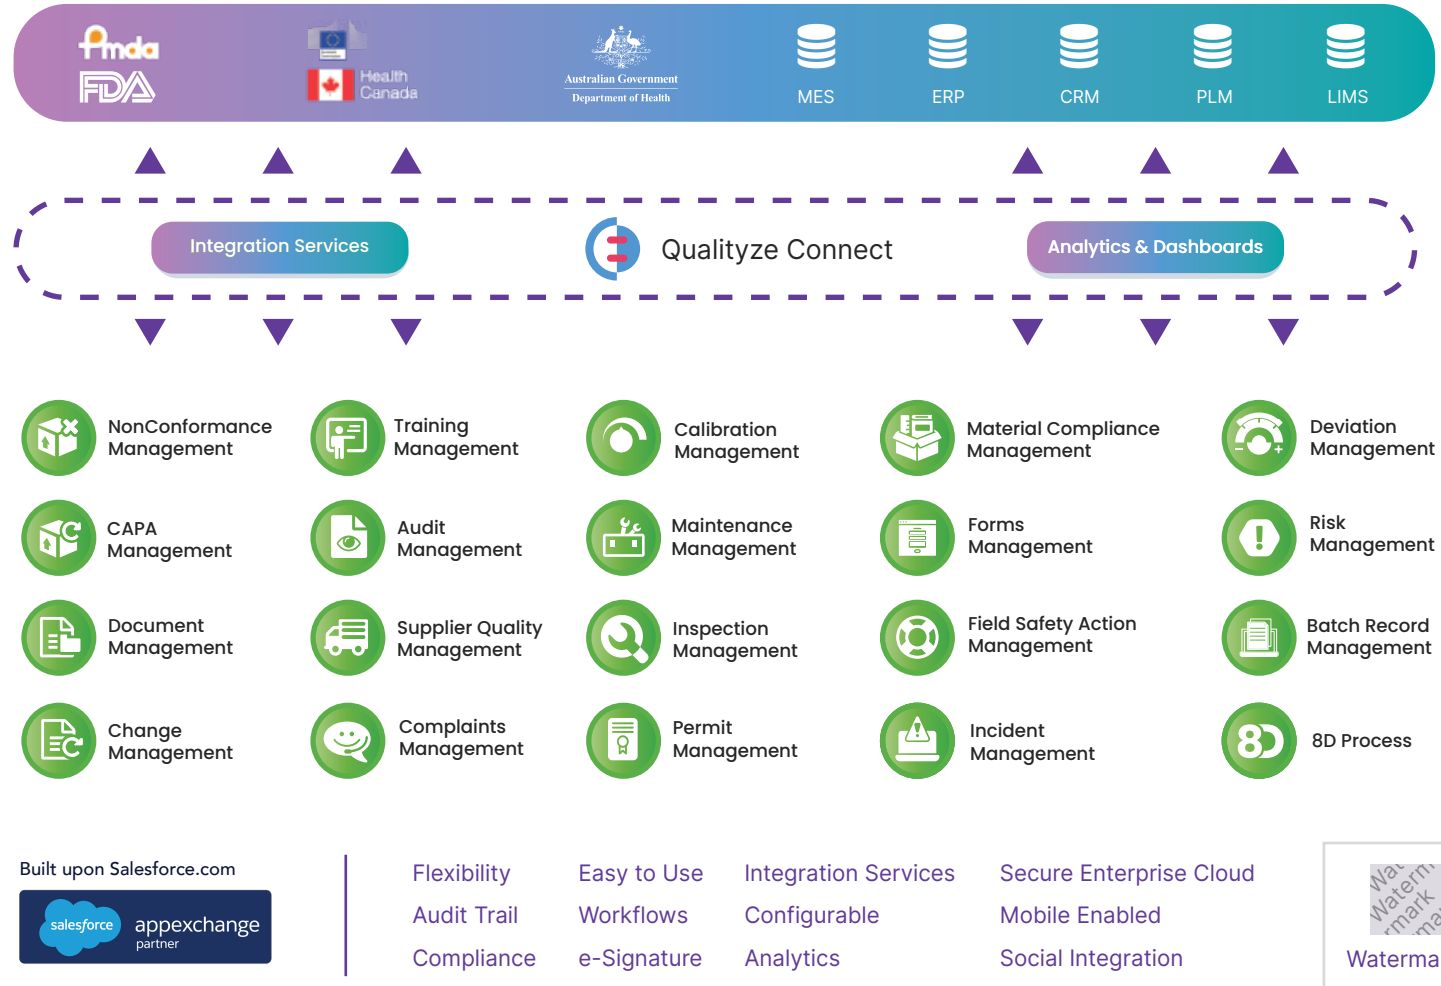 Pmda
FDA
Health
Canada
Australian Government
Department of Health
MES
ERP
CRM
PLM
LIMS
Integration Services
Qualityze Connect
Analytics & Dashboards
NonConformance
Management
Training
Management
Calibration
Management
Material Compliance
Management
Deviation
Management
CAPA
Management
Audit
Management
Maintenance
Management
Forms
Management
Risk
Management
Document
Management
Supplier Quality
Management
Inspection
Management
Field Safety Action
Management
Batch Record
Management
Change
Management
Complaints
Management
Permit
Management
Incident
Management
8D
8D Process
Built upon Salesforce.com
salesforce
appexchange
partner
Flexibility
Easy to Use
Integration Services
Secure Enterprise Cloud
Audit Trail
Workflows
Configurable
Mobile Enabled
Compliance
e-Signature
Analytics
Social Integration
Waterma